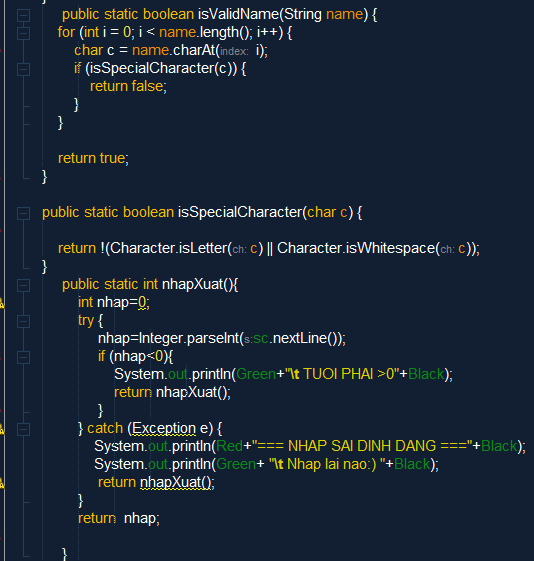 }
public static boolean isValidName(String name) {
for (int i = 0; i < name.length(); i++) {
char c = name.charAt(index: i);
if (isSpecialCharacter(c)) {
return false;
}
}
return true;
}
public static boolean isSpecialCharacter(char c) {
return !(Character.isLetter(ch: c) || Character.isWhitespace(ch: c));
}
public static int nhapXuat(){
int nhap=0;
try {
nhap=Integer.parseInt(s:sc.nextLine());
if (nhap<0){
System.out.println(Green+"\t TUOI PHAI >0"+Black);
return nhapXuat();
}
} catch (Exception e) {
System.out.println(Red+"=== NHAP SAI DINH DANG ==="+Black);
System.out.println(Green+ "\t Nhap lai nao:) "+Black);
return nhapXuat();
}
return  nhap;
}